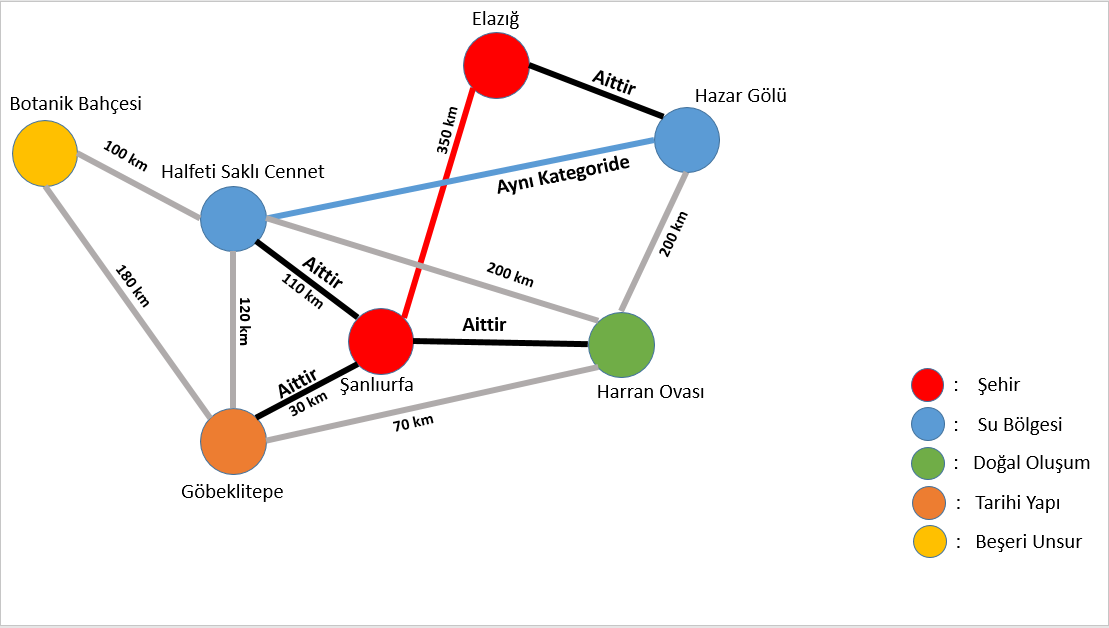 Elazığ
Aittir
Hazar Gölü
Botanik Bahçesi
350 km
100 km
Halfeti Saklı Cennet
Aynı Kategoride
200 km
180 km
Aittir
110 km
200 km
120 km
Aittir
Şanlıurfa
Aittir
30 km
Harran Ovası
70 km
Göbeklitepe
: Şehir
: Su Bölgesi
: Doğal Oluşum
: Tarihi Yapı
: Beşeri Unsur